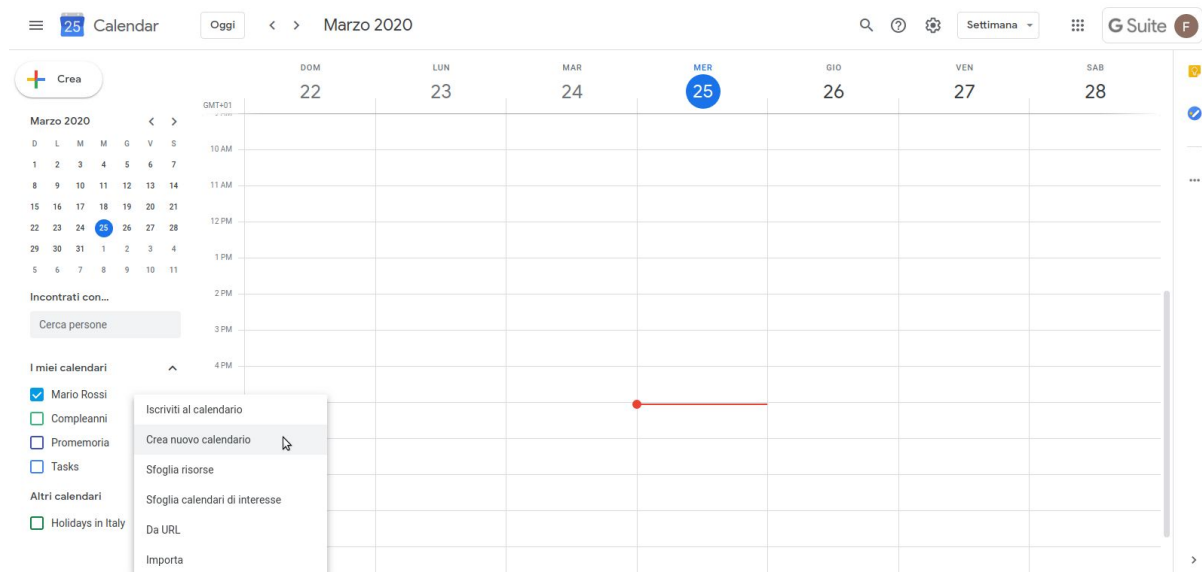 25 Calendar Oggi Marzo 2020 Settimana G Suite F
Crea
DOM LUN MAR MER GIO VEN SAB
22 23 24 25 26 27 28
GMT+01
Marzo 2020
D L M M G V S
1 2 3 4 5 6 7
8 9 10 11 12 13 14
15 16 17 18 19 20 21
22 23 24 25 26 27 28
29 30 31 1 2 3 4
5 6 7 8 9 10 11
10 AM
11 AM
12 PM
1 PM
2 PM
3 PM
4 PM
Incontrati con...
Cerca persone
I miei calendari
Mario Rossi
Compleanni
Promemoria
Tasks
Altri calendari
Holidays in Italy
Iscriviti al calendario
Crea nuovo calendario
Sfoglia risorse
Sfoglia calendari di interesse
Da URL
Importa